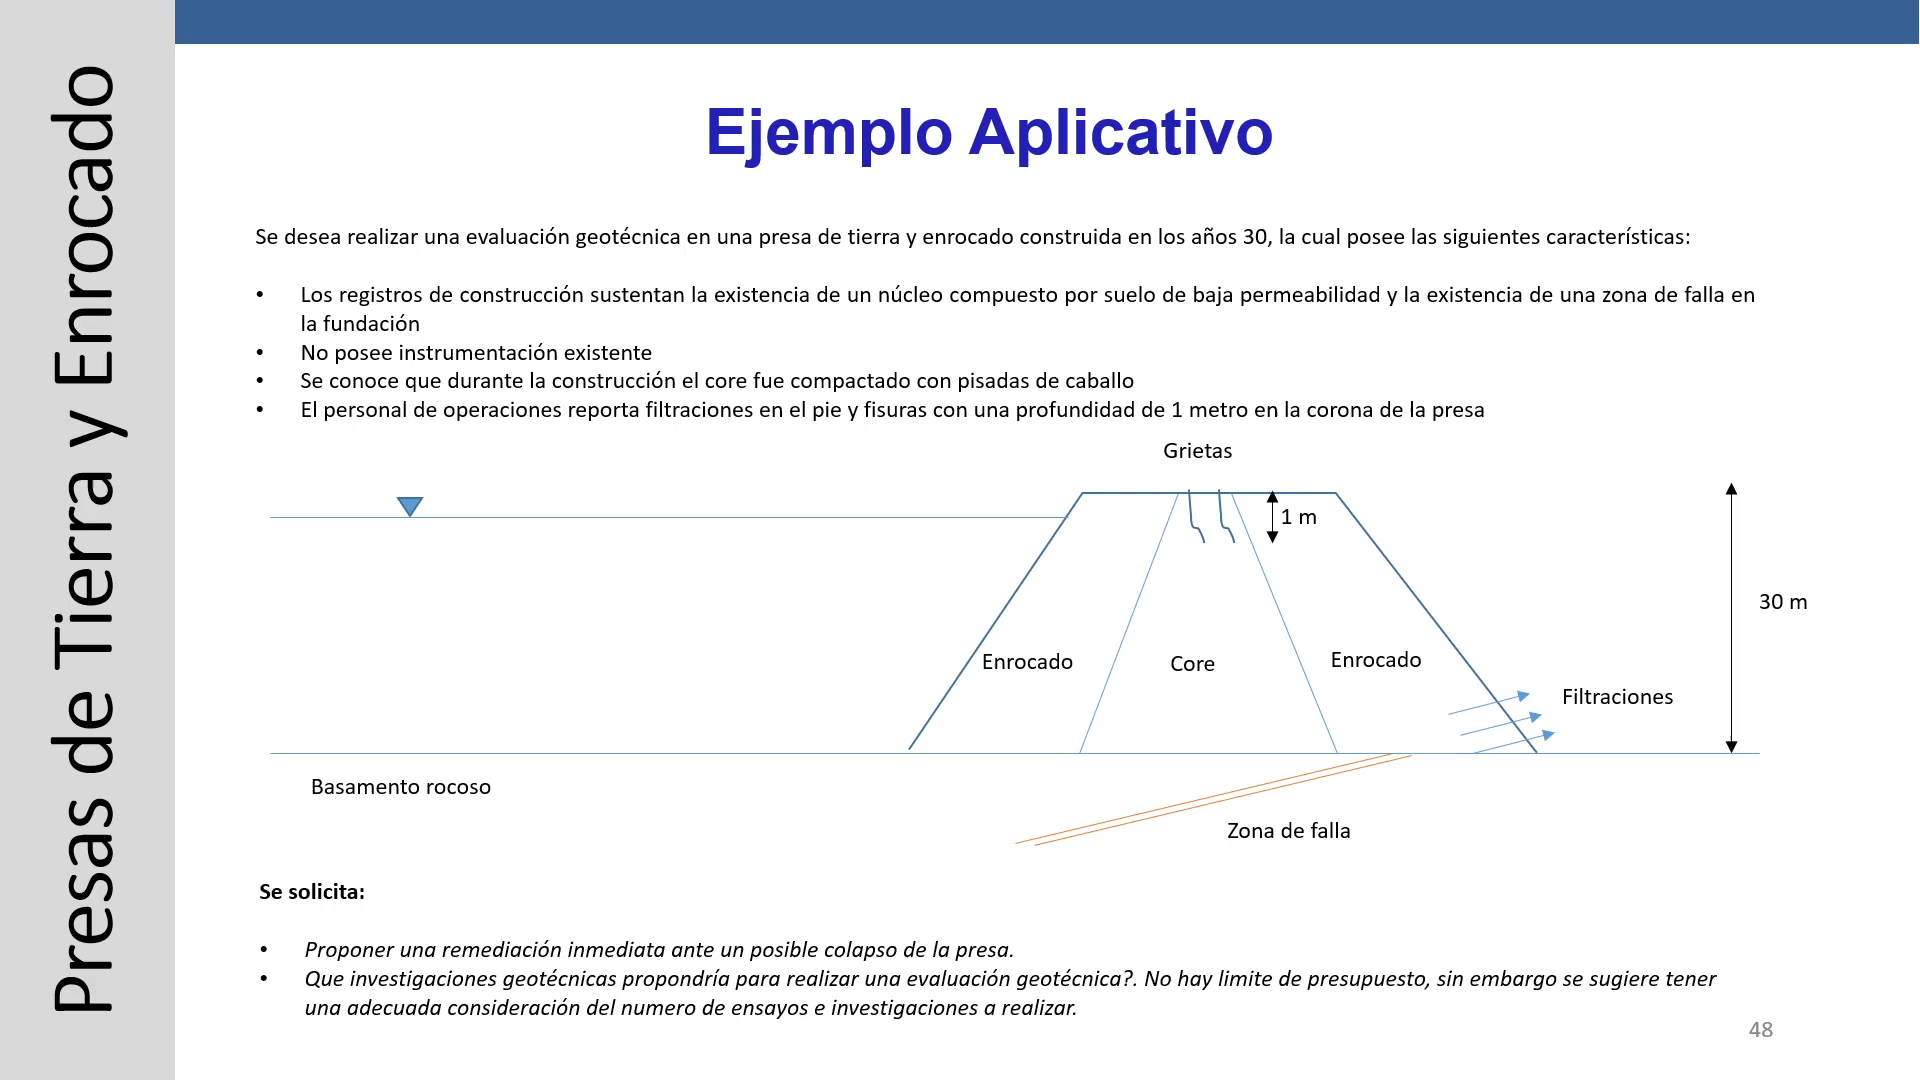 Presas de Tierra y Enrocado
Ejemplo Aplicativo
Se desea realizar una evaluación geotécnica en una presa de tierra y enrocado construida en los años 30, la cual posee las siguientes características:
• Los registros de construcción sustentan la existencia de un núcleo compuesto por suelo de baja permeabilidad y la existencia de una zona de falla en
la fundación
• No posee instrumentación existente
• Se conoce que durante la construcción el core fue compactado con pisadas de caballo
• El personal de operaciones reporta filtraciones en el pie y fisuras con una profundidad de 1 metro en la corona de la presa
Grietas
1 m
30 m
Enrocado
Core
Enrocado
Filtraciones
Basamento rocoso
Zona de falla
Se solicita:
• Proponer una remediación inmediata ante un posible colapso de la presa.
• Que investigaciones geotécnicas propondría para realizar una evaluación geotécnica?. No hay limite de presupuesto, sin embargo se sugiere tener
una adecuada consideración del numero de ensayos e investigaciones a realizar.
48